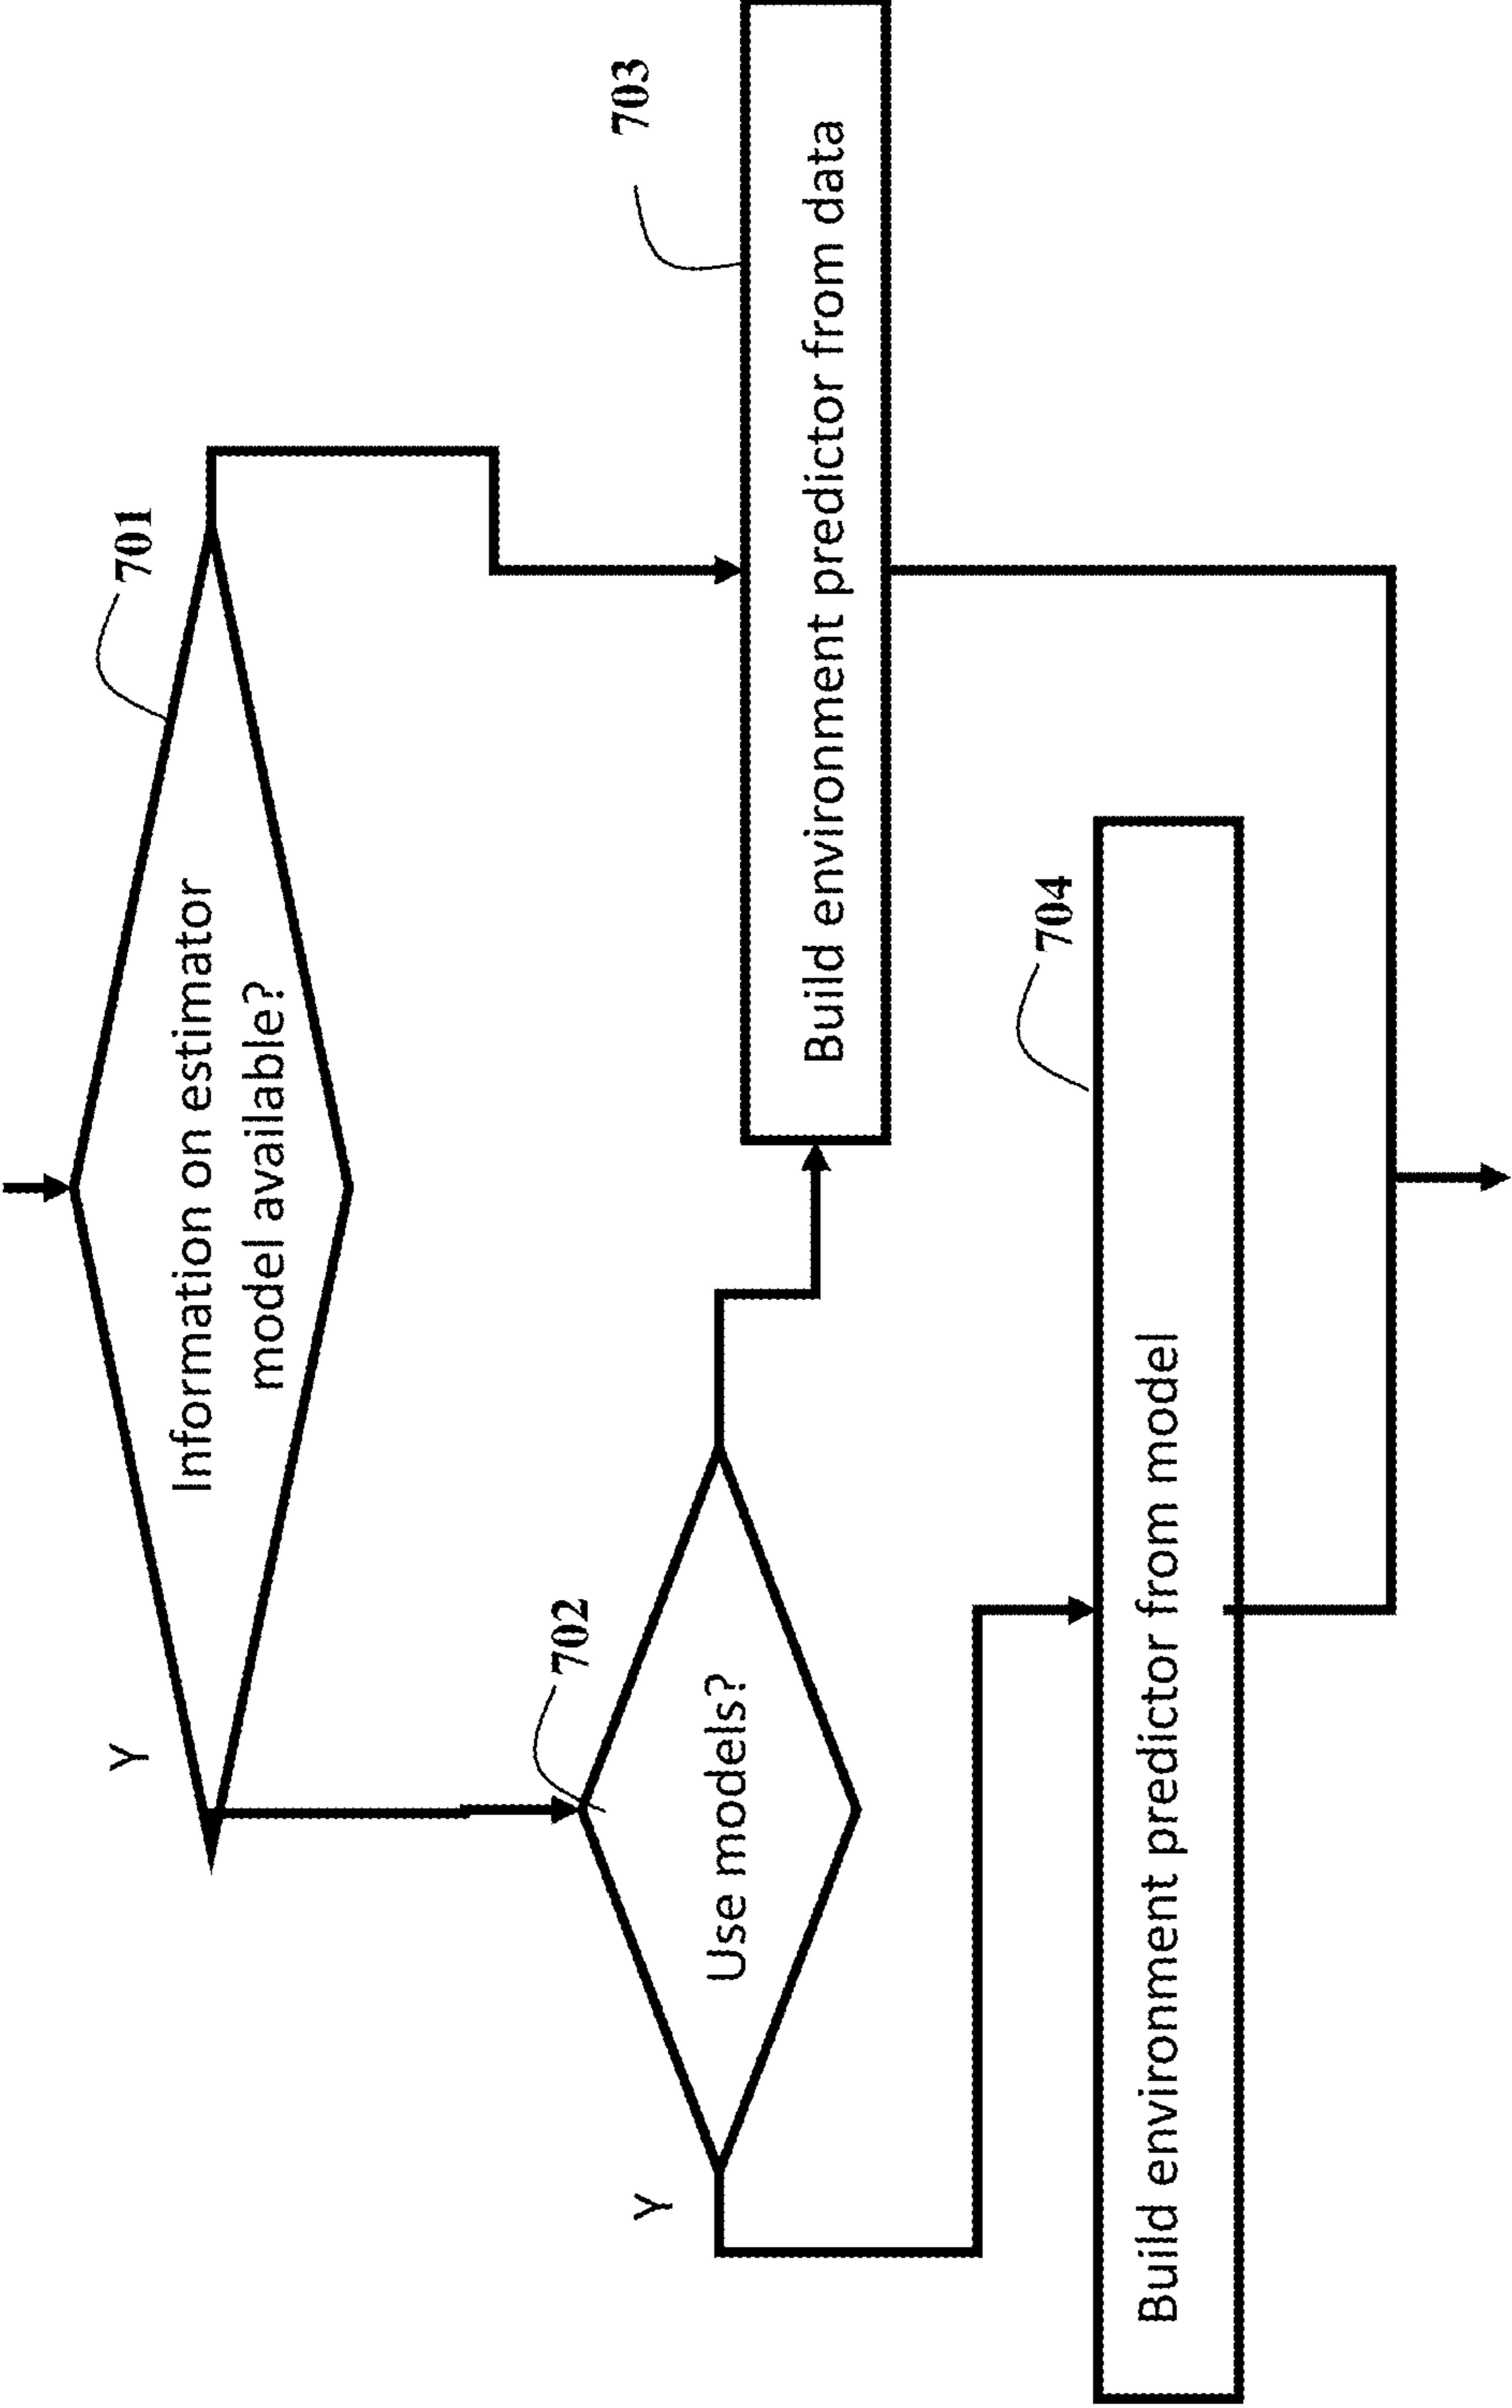 701
Information on estimator
model available?
Y
702
Use models?
Y
703
Build environment predictor from data
704
Build environment predictor from model